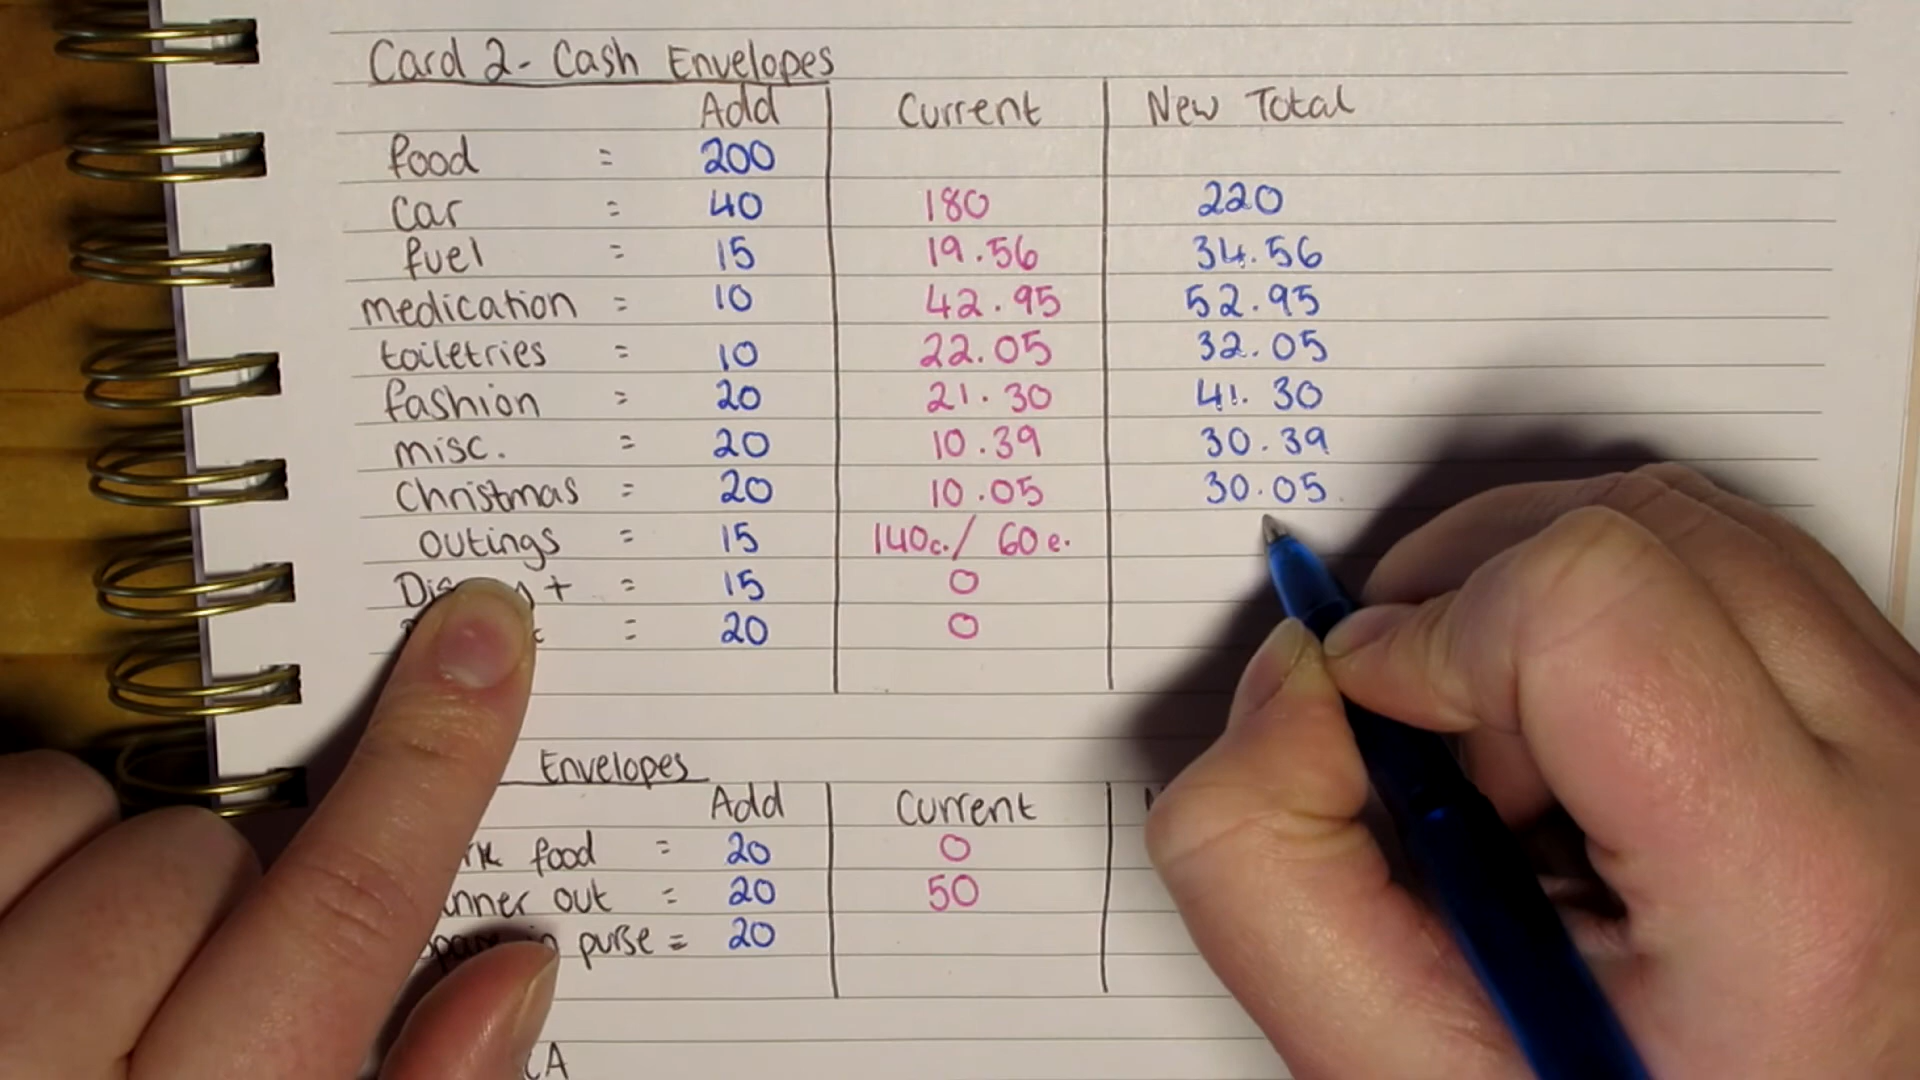 Card 2- Cash Envelopes
Add Current New Total
food = 200
car = 40 180 220
fuel = 15 19.56 34.56
medication = 10 42.95 52.95
toiletries = 10 22.05 32.05
fashion = 20 21.30 41.30
misc. = 20 10.39 30.39
Christmas = 20 10.05 30.05
outings = 15 140c./ 60e.
+ = 15 0
= 20 0
Envelopes
Add Current
food = 20 0
out = 20 50
purse = 20
CA